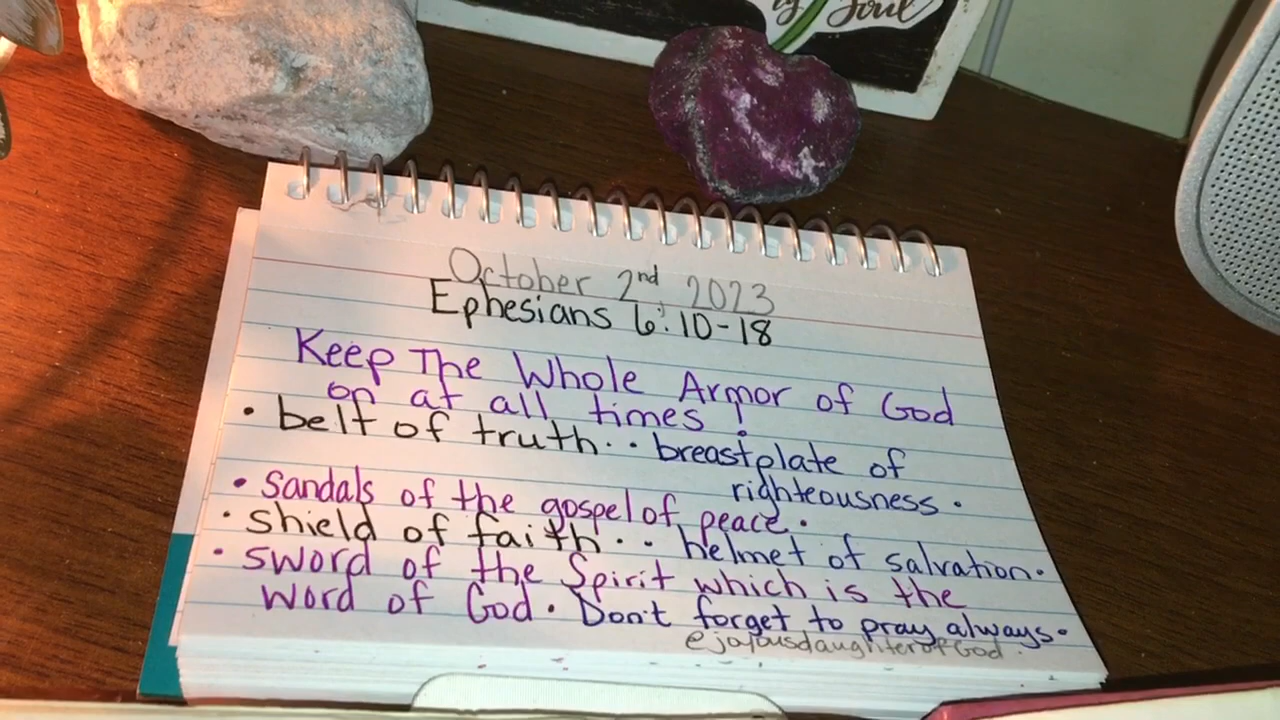 Soul
October 2nd, 2023
Ephesians 6:10-18
Keep The Whole Armor of God
on at all times!
• belt of truth. • breastplate of
righteousness.
• sandals of the gospel of peace.
• shield of faith. • helmet of salvation.
• sword of the Spirit which is the
Word of God. Don't forget to pray always.
@joyousdaughterofGod